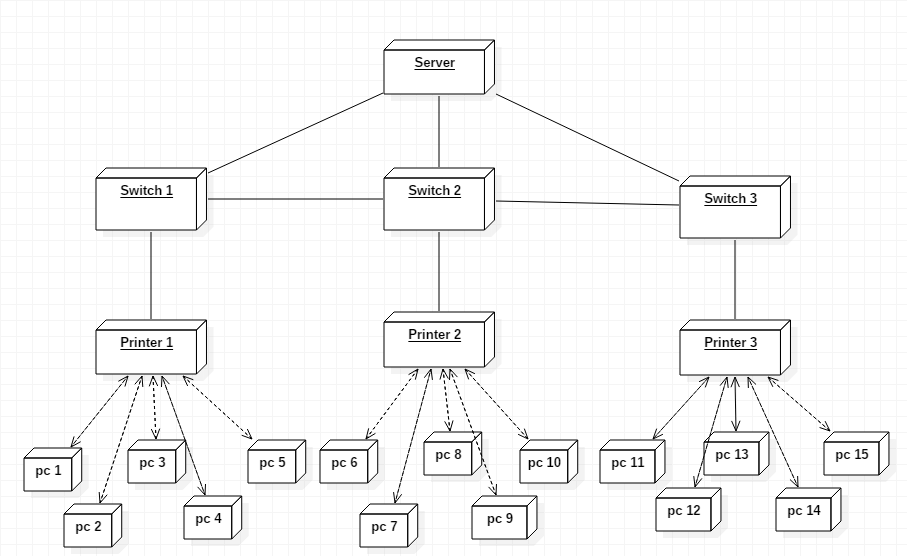 Server
Switch 1
Switch 2
Switch 3
Printer 1
Printer 2
Printer 3
pc 1
pc 2
pc 3
pc 4
pc 5
pc 6
pc 7
pc 8
pc 9
pc 10
pc 11
pc 12
pc 13
pc 14
pc 15